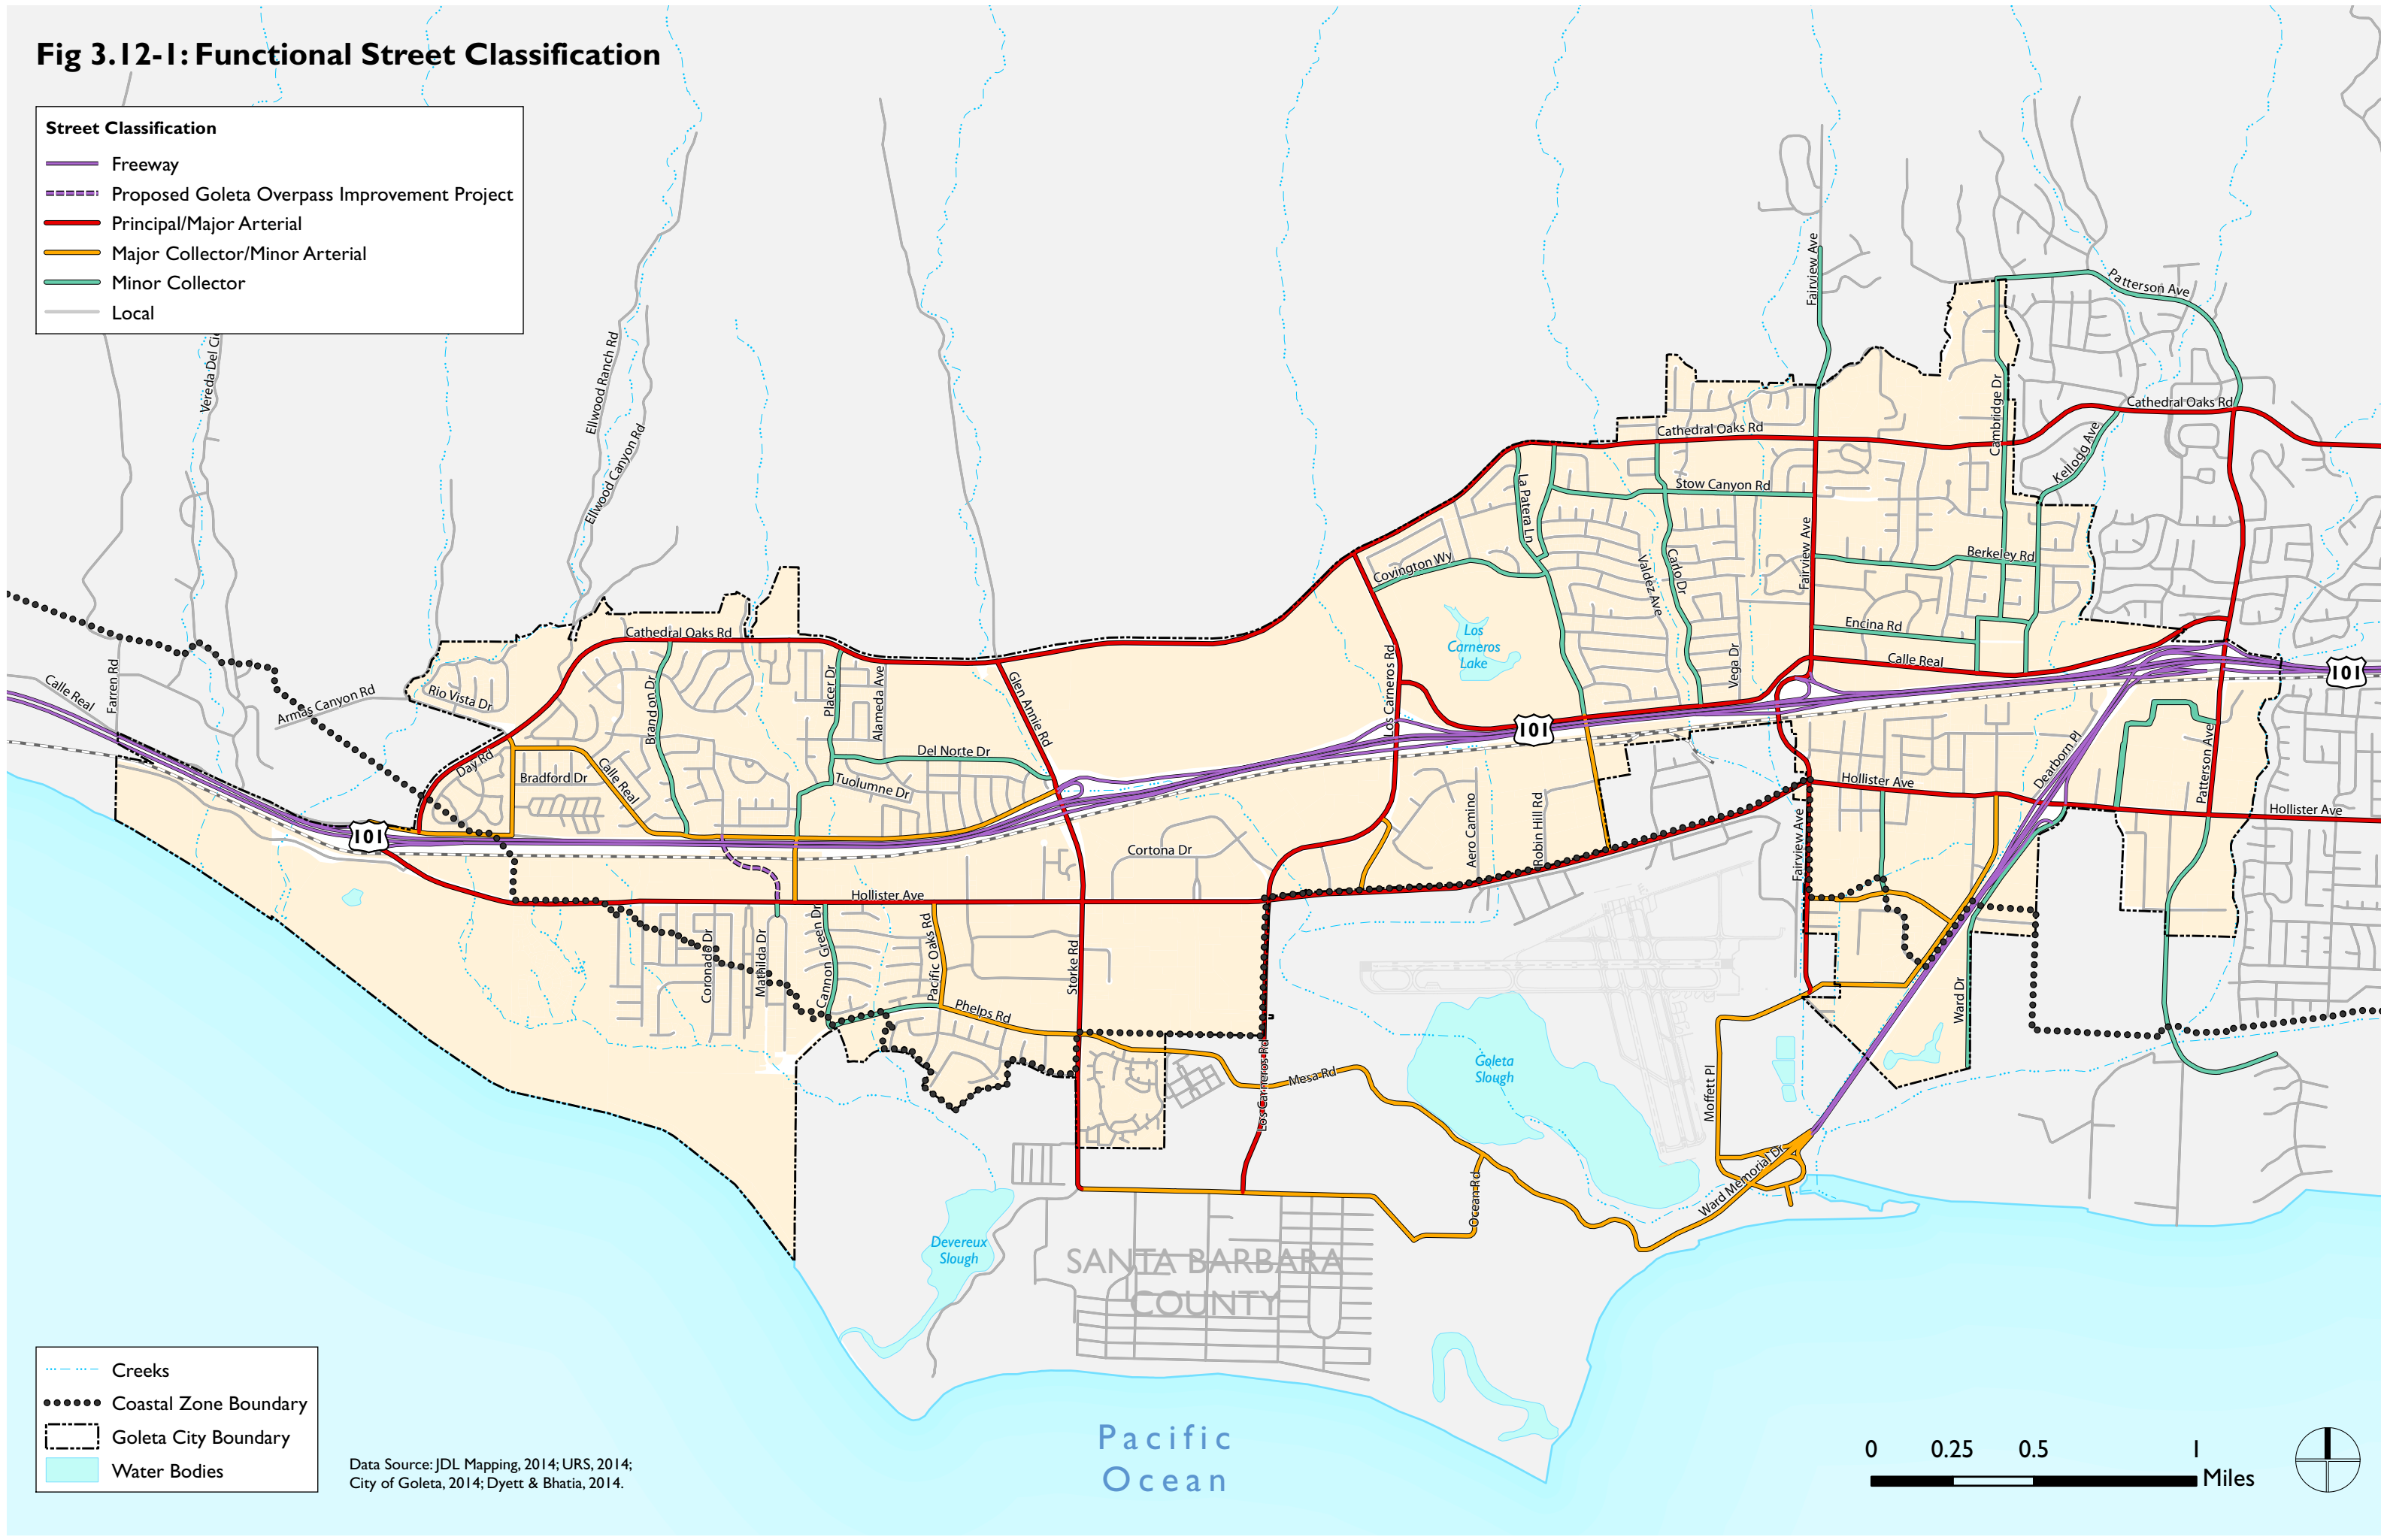 Fig 3.12-1: Functional Street Classification
Street Classification
Freeway
Proposed Goleta Overpass Improvement Project
Principal/Major Arterial
Major Collector/Minor Arterial
Minor Collector
Local
Fairview Ave
Patterson Ave
Ellwood Ranch Rd
Ellwood Canyon Rd
Cathedral Oaks Rd
Cathedral Oaks Rd
Cambridge Dr
Kellogg Ave
La Patera Ln
Stow Canyon Rd
Covington Wy
Valdez Ave
Carlo Dr
Fairview Ave
Berkeley Rd
Encina Rd
Calle Real
Vega Dr
Los
Carneros
Lake
Los Carneros Rd
Cathedral Oaks Rd
Farren Rd
Calle Real
Armas Canyon Rd
Rio Vista Dr
Brandon Dr
Placer Dr
Alameda Ave
Glen Annie Rd
Del Norte Dr
Tuolumne Dr
Day Rd
Bradford Dr
Calle Real
101
101
101
Dearborn Pl
Patterson Ave
Hollister Ave
Hollister Ave
Aero Camino
Robin Hill Rd
Fairview Ave
Cortona Dr
Hollister Ave
Coronado Dr
Mathilda Dr
Cannon Green Dr
Pacific Oaks Rd
Phelps Rd
Storke Rd
Los Carneros Rd
Mesa Rd
Goleta
Slough
Moffett Pl
Ward Dr
Ward Memorial Dr
Ocean Rd
Devereux
Slough
SANTA BARBARA
COUNTY
Pacific
Ocean
Creeks
Coastal Zone Boundary
Goleta City Boundary
Water Bodies
Data Source: JDL Mapping, 2014; URS, 2014;
City of Goleta, 2014; Dyett & Bhatia, 2014.
0 0.25 0.5 1
Miles